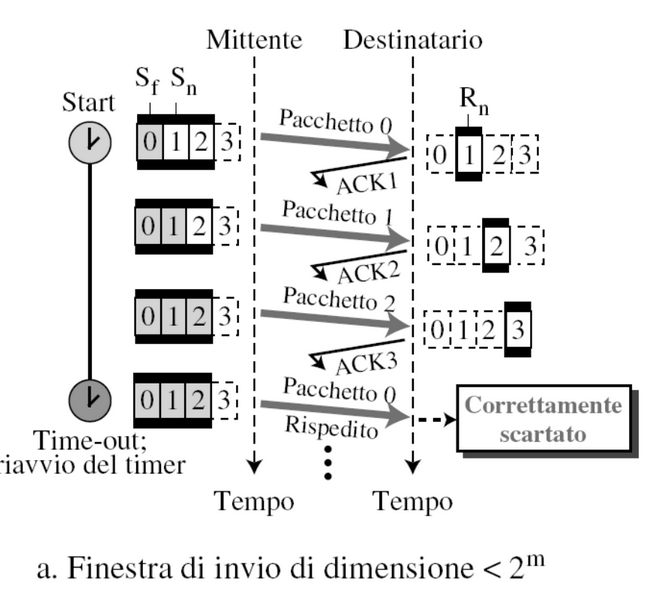 Mittente Destinatario
S_f S_n
Start
R_n
0 1 2 3
Pacchetto 0
0 1 2 3
ACK1
0 1 2 3
Pacchetto 1
0 1 2 3
ACK2
0 1 2 3
Pacchetto 2
0 1 2 3
ACK3
0 1 2 3
Pacchetto 0
Rispedito
Correttamente
scartato
Time-out;
riavvio del timer
Tempo Tempo
a. Finestra di invio di dimensione < 2^m